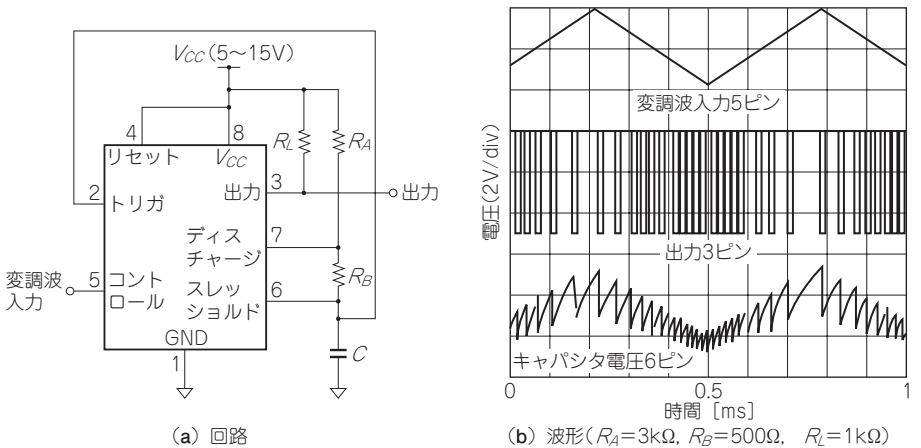 V_CC(5～15V)
4
8
リセット
V_CC
R_L
R_A
2
トリガ
出力
3
出力
ディス
チャージ
7
R_B
変調波
入力
5
コント
ロール
スレッ
ショルド
6
GND
1
C
(a) 回路
電圧(2V/div)
変調波入力5ピン
出力3ピン
キャパシタ電圧6ピン
0
0.5
1
時間 [ms]
(b) 波形(R_A=3kΩ, R_B=500Ω, R_L=1kΩ)